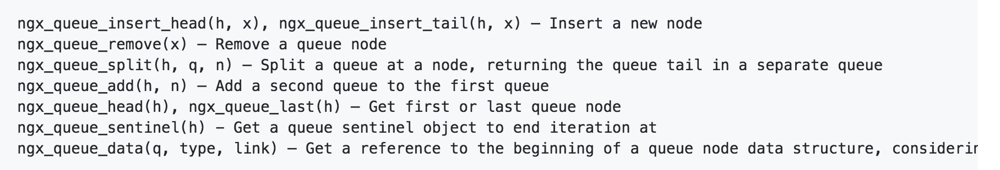 ngx_queue_insert_head(h, x), ngx_queue_insert_tail(h, x) — Insert a new node
ngx_queue_remove(x) — Remove a queue node
ngx_queue_split(h, q, n) — Split a queue at a node, returning the queue tail in a separate queue
ngx_queue_add(h, n) — Add a second queue to the first queue
ngx_queue_head(h), ngx_queue_last(h) — Get first or last queue node
ngx_queue_sentinel(h) - Get a queue sentinel object to end iteration at
ngx_queue_data(q, type, link) — Get a reference to the beginning of a queue node data structure,